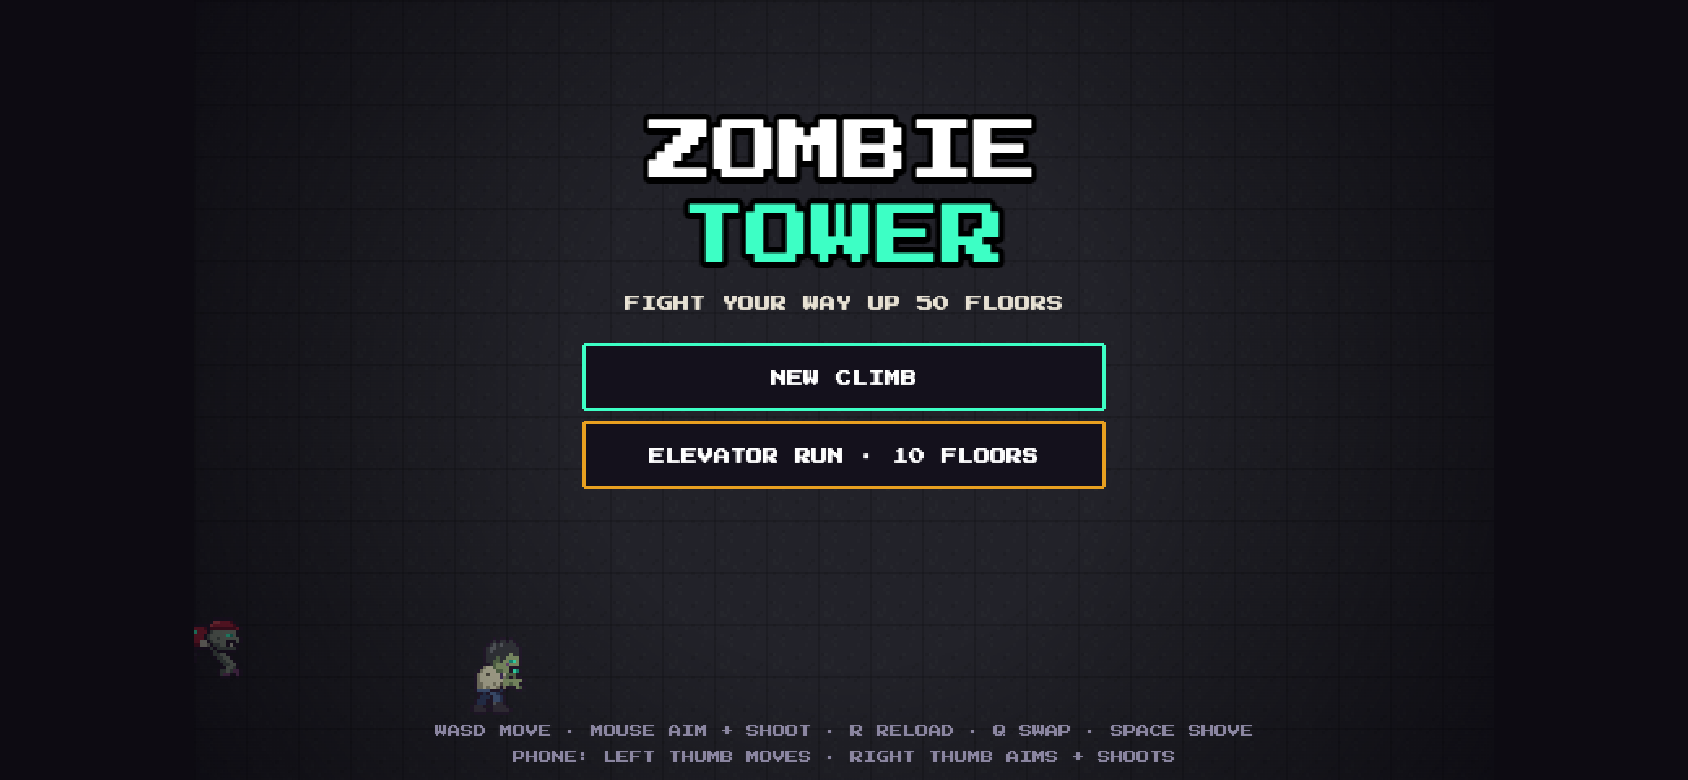 ZOMBIE
TOWER
FIGHT YOUR WAY UP 50 FLOORS
NEW CLIMB
ELEVATOR RUN · 10 FLOORS
WASD MOVE · MOUSE AIM + SHOOT · R RELOAD · Q SWAP · SPACE SHOVE
PHONE: LEFT THUMB MOVES · RIGHT THUMB AIMS + SHOOTS